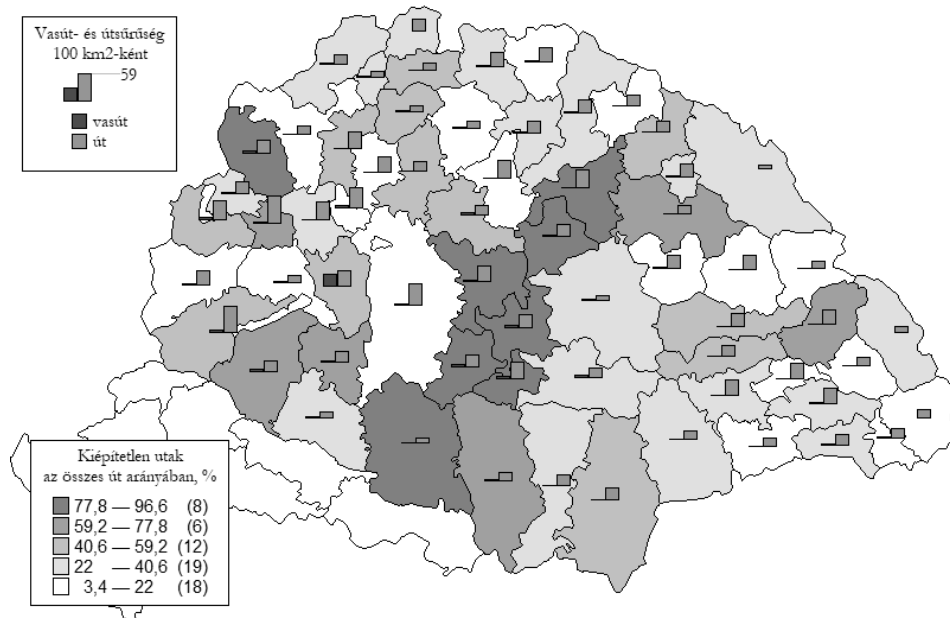 Vasút- és útsűrűség
100 km2-ként
59
vasút
út
Kiépítetlen utak
az összes út arányában, %
77,8 — 96,6 (8)
59,2 — 77,8 (6)
40,6 — 59,2 (12)
22 — 40,6 (19)
3,4 — 22 (18)